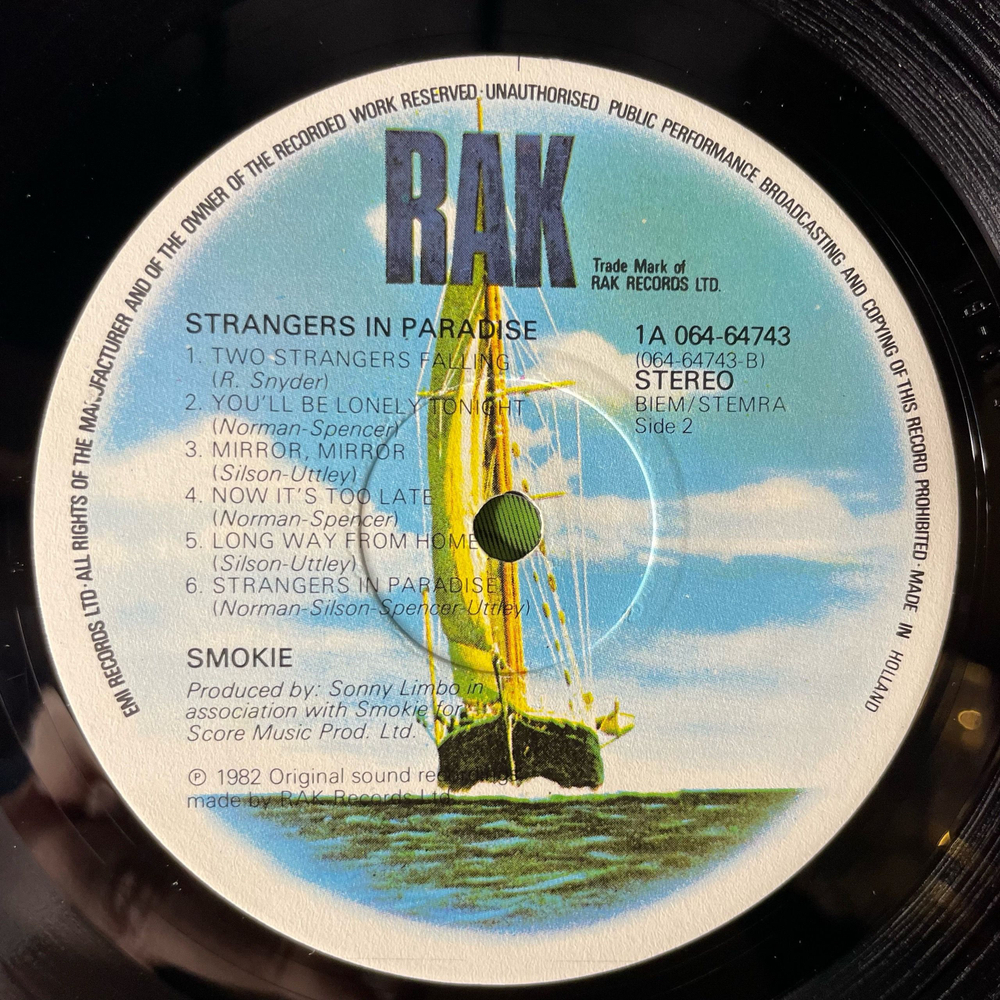 EMI RECORDS LTD·ALL RIGHTS OF THE MANUFACTURER AND OF THE OWNER OF THE RECORDED WORK RESERVED·UNAUTHORISED PUBLIC PERFORMANCE BROADCASTING AND COPYING OF THIS RECORD PROHIBITED·MADE IN HOLLAND
RAK
Trade Mark of
RAK RECORDS LTD.
STRANGERS IN PARADISE
1. TWO STRANGERS FALLING
(R. Snyder)
2. YOU'LL BE LONELY TONIGHT
(Norman-Spencer)
3. MIRROR, MIRROR
(Silson-Uttley)
4. NOW IT'S TOO LATE
(Norman-Spencer)
5. LONG WAY FROM HOME
(Silson-Uttley)
6. STRANGERS IN PARADISE
(Norman-Silson-Spencer-Uttley)
1A 064-64743
(064-64743-B)
STEREO
BIEM/STEMRA
Side 2
SMOKIE
Produced by: Sonny Limbo in
association with Smokie for
Score Music Prod. Ltd.
℗ 1982 Original sound recordings
made by RAK Records Ltd.